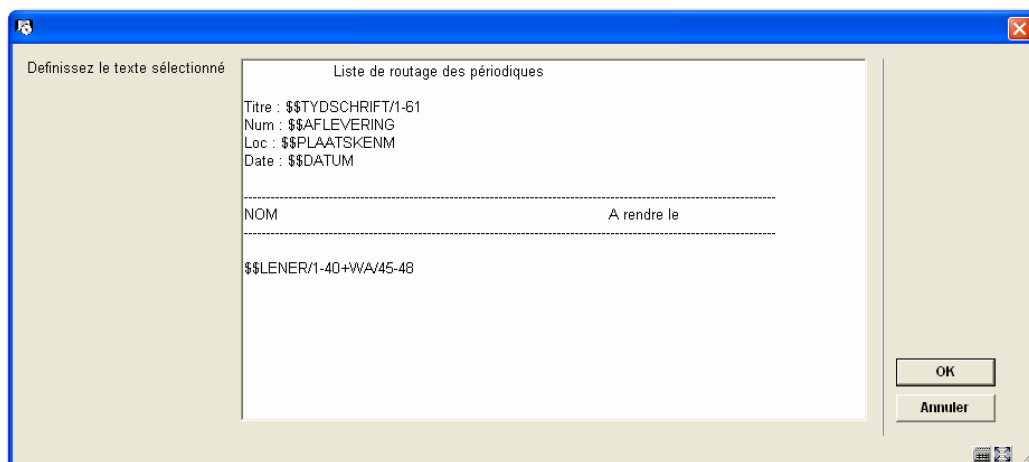 Definissez le texte sélectionné
Liste de routage des périodiques
Titre : $$TYDSCHRIFT/1-61
Num : $$AFLEVERING
Loc : $$PLAATSKENM
Date : $$DATUM
--------------------------------------------------------------------------------
NOM A rendre le
--------------------------------------------------------------------------------
$$LENER/1-40+WA/45-48
OK
Annuler